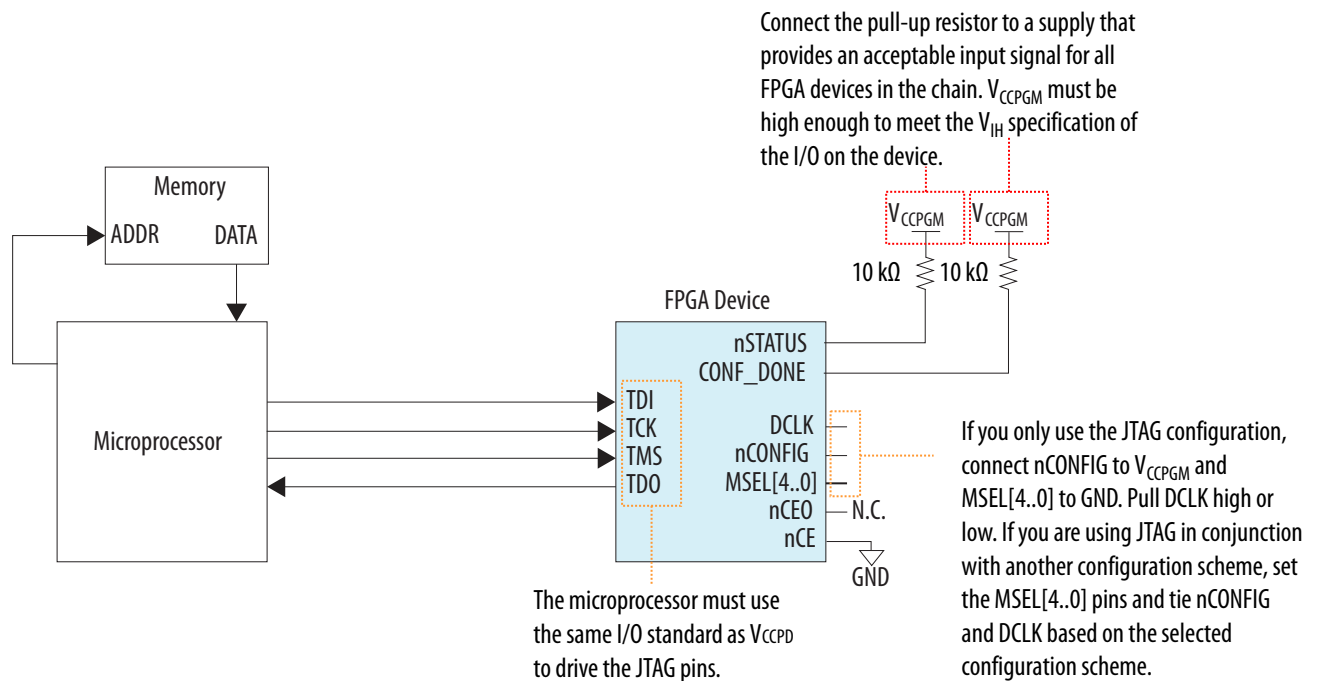 Connect the pull-up resistor to a supply that
provides an acceptable input signal for all
FPGA devices in the chain. VCCPGM must be
high enough to meet the VIH specification of
the I/O on the device.
Memory
ADDR DATA
VCCPGM VCCPGM
10 kΩ 10 kΩ
FPGA Device
nSTATUS
CONF_DONE
Microprocessor
TDI
TCK
TMS
TDO
DCLK
nCONFIG
MSEL[4..0]
nCEO N.C.
nCE
GND
If you only use the JTAG configuration,
connect nCONFIG to VCCPGM and
MSEL[4..0] to GND. Pull DCLK high or
low. If you are using JTAG in conjunction
with another configuration scheme, set
the MSEL[4..0] pins and tie nCONFIG
and DCLK based on the selected
configuration scheme.
The microprocessor must use
the same I/O standard as VCCPD
to drive the JTAG pins.